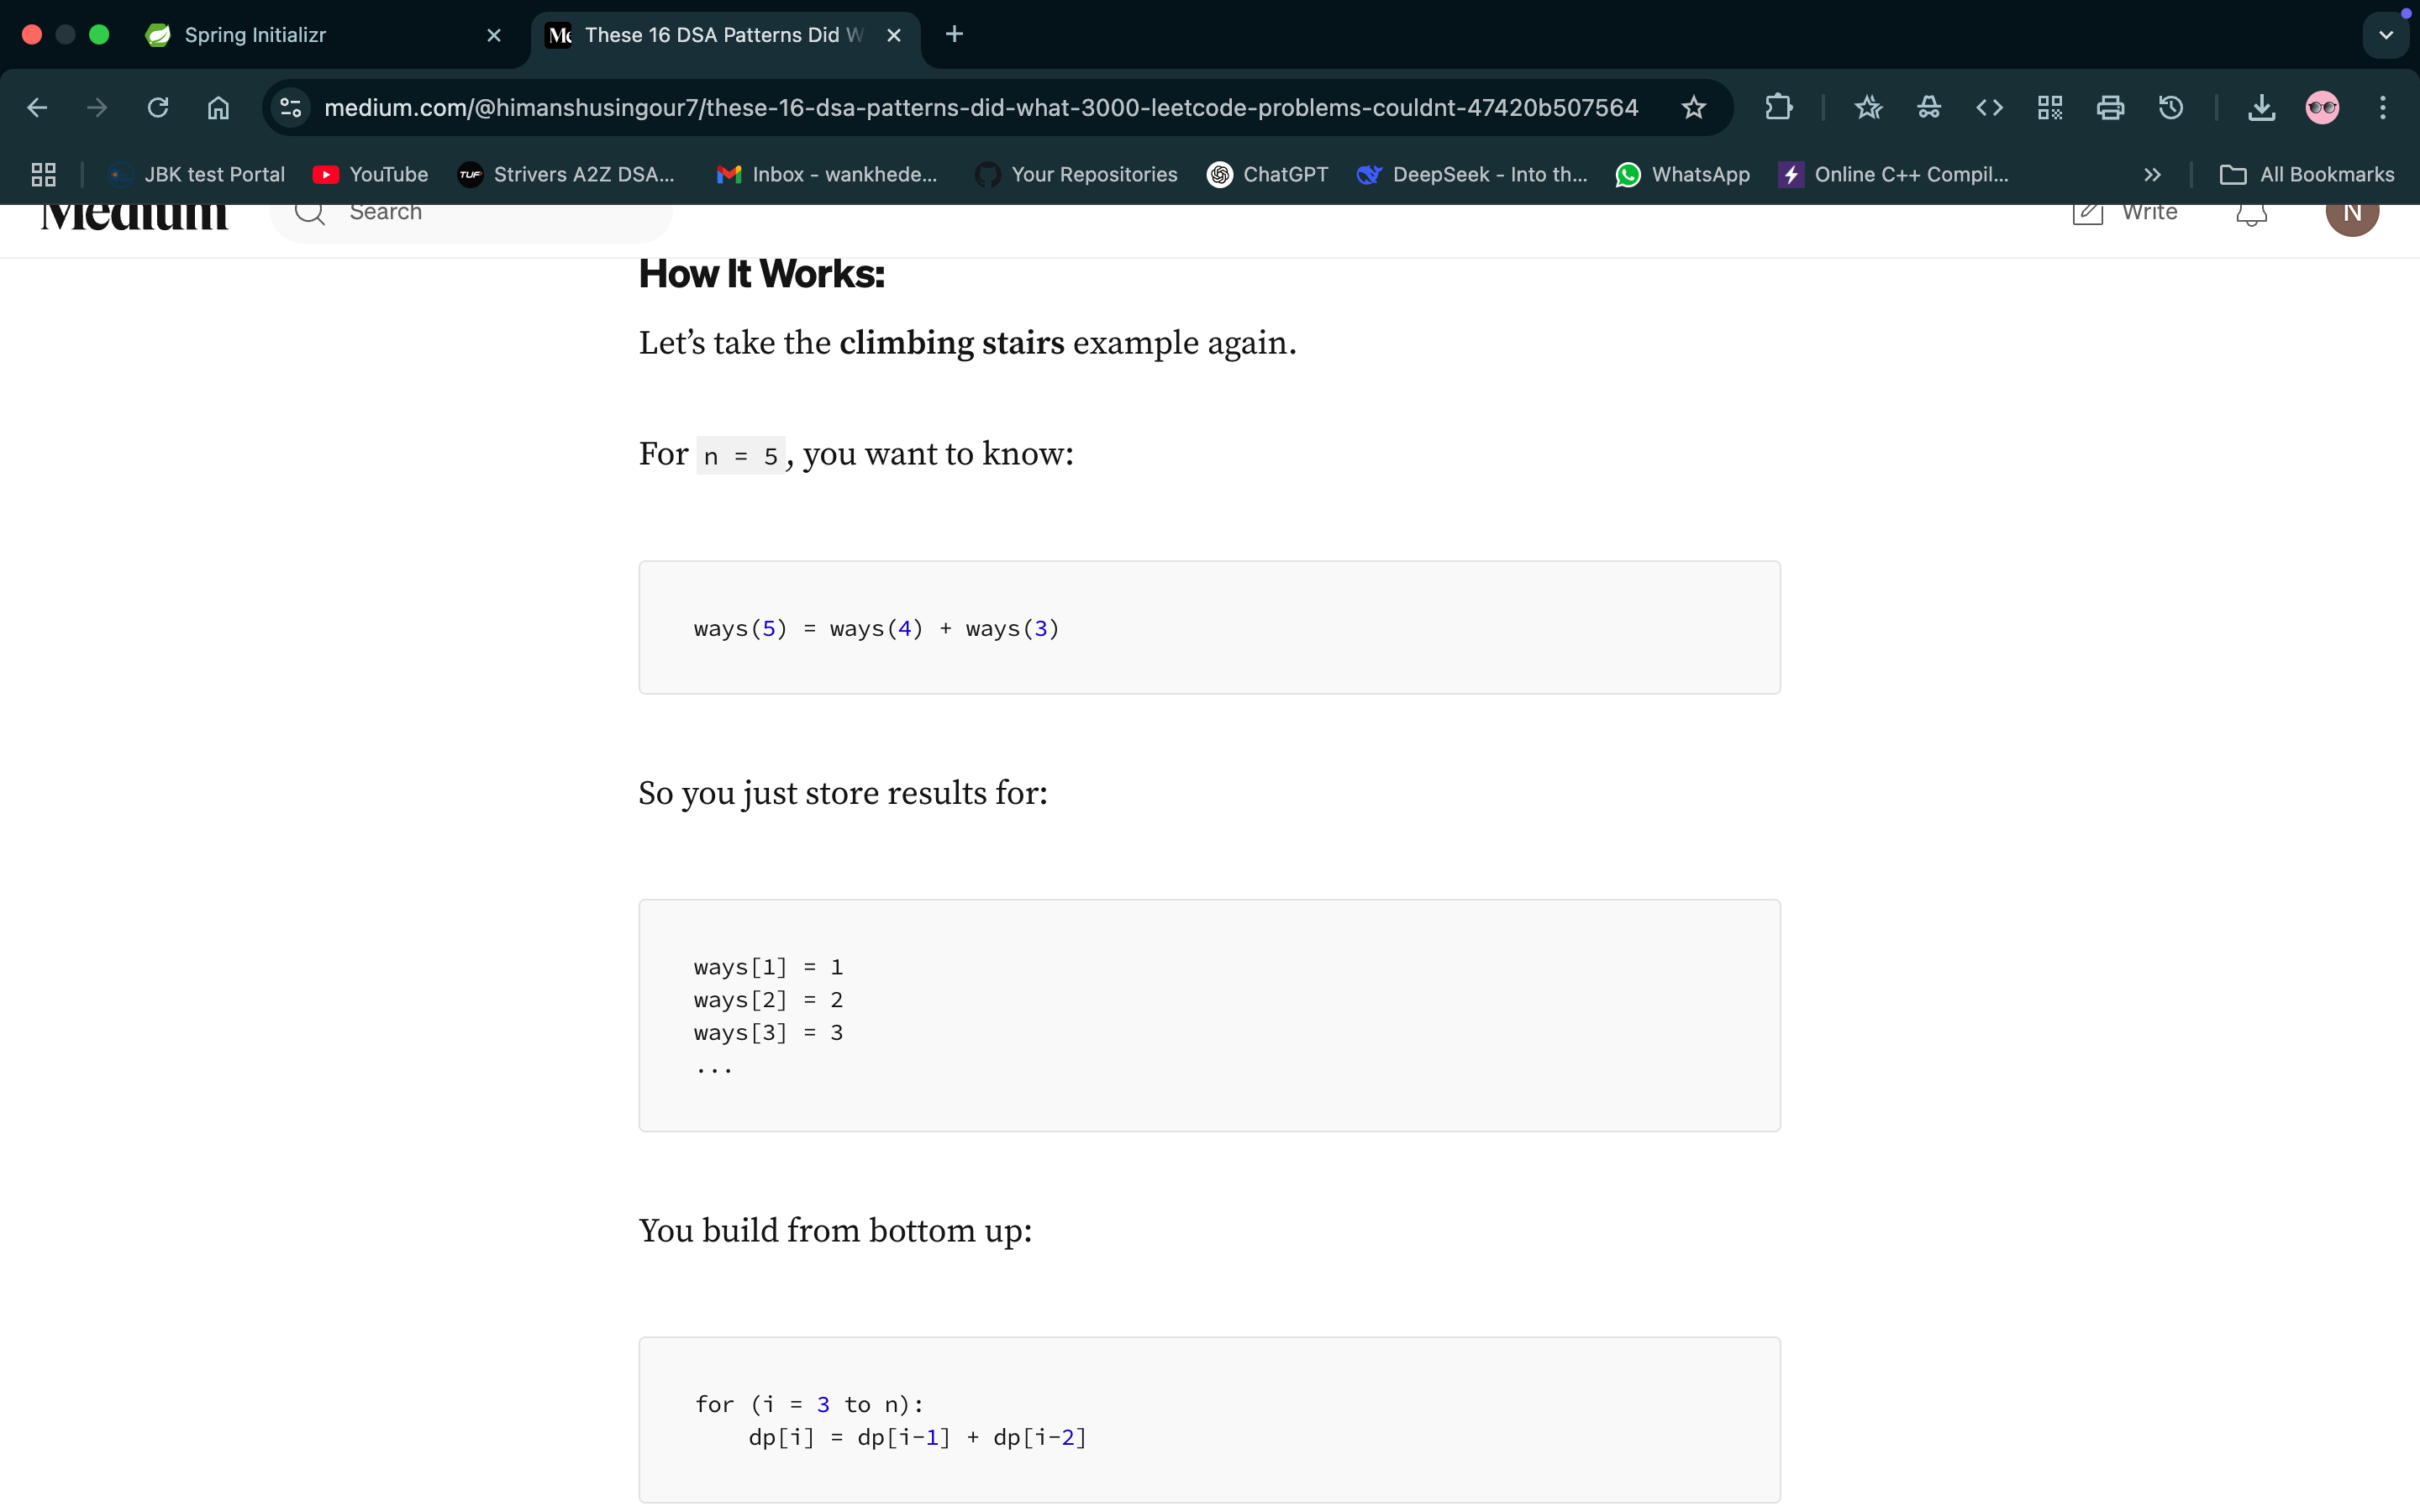 Spring Initializr
These 16 DSA Patterns Did W
medium.com/@himanshusingour7/these-16-dsa-patterns-did-what-3000-leetcode-problems-couldnt-47420b507564
JBK test Portal
YouTube
TUF Strivers A2Z DSA...
Inbox - wankhede...
Your Repositories
ChatGPT
DeepSeek - Into th...
WhatsApp
Online C++ Compil...
All Bookmarks
Medium
Search
Write
N
How It Works:
Let’s take the climbing stairs example again.
For n = 5, you want to know:
ways(5) = ways(4) + ways(3)
So you just store results for:
ways[1] = 1
ways[2] = 2
ways[3] = 3
...
You build from bottom up:
for (i = 3 to n):
    dp[i] = dp[i-1] + dp[i-2]